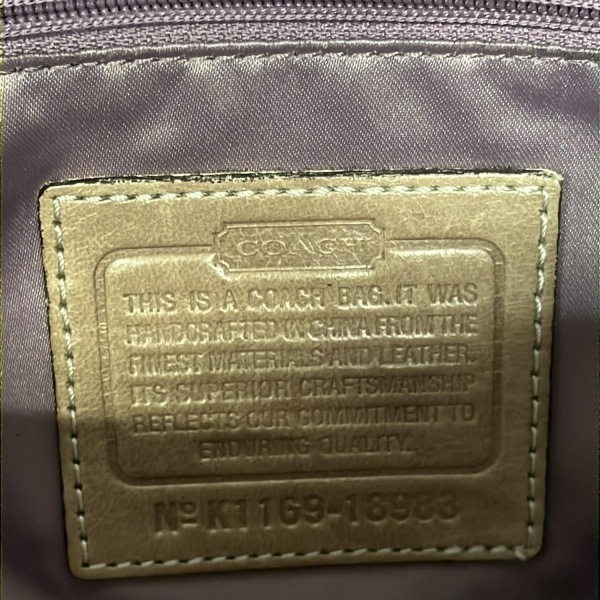 COACH
THIS IS A COACH BAG. IT WAS
HANDCRAFTED IN CHINA FROM THE
FINEST MATERIALS AND LEATHER.
ITS SUPERIOR CRAFTSMANSHIP
REFLECTS OUR COMMITMENT TO
ENDURING QUALITY.
Nº K1169-18983